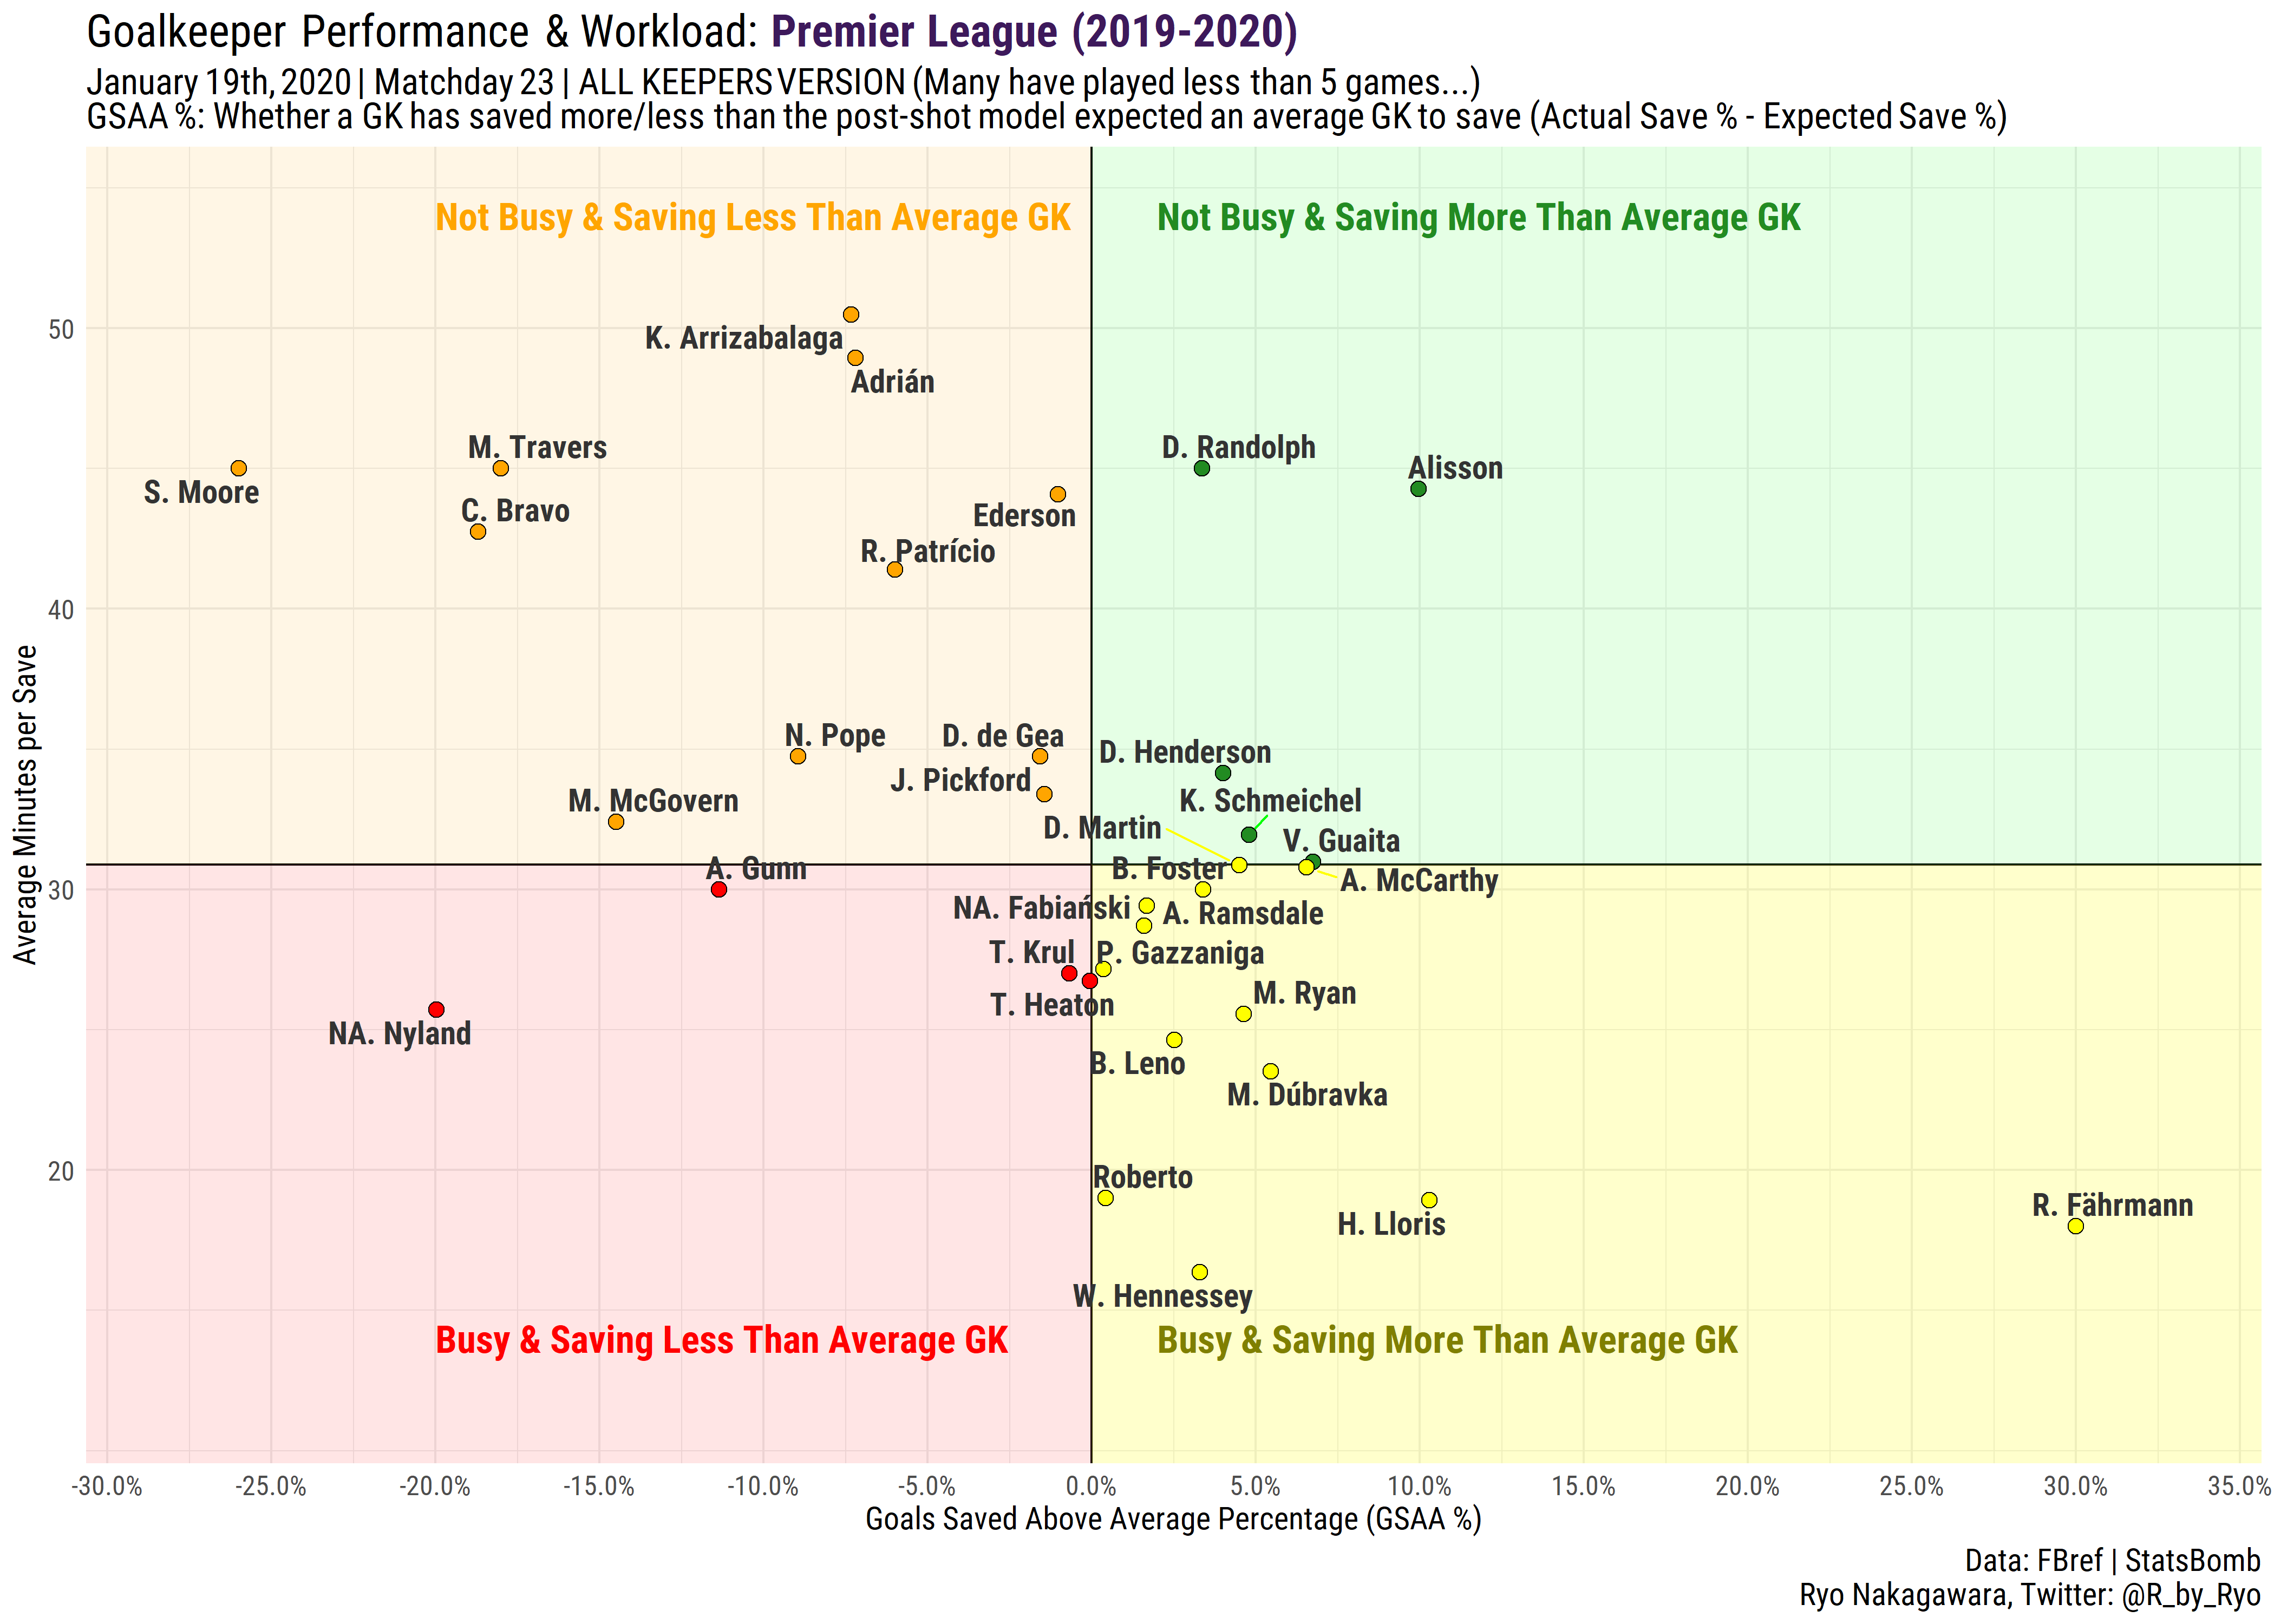 Goalkeeper Performance & Workload: Premier League (2019-2020)
January 19th, 2020 | Matchday 23 | ALL KEEPERS VERSION (Many have played less than 5 games...)
GSAA %: Whether a GK has saved more/less than the post-shot model expected an average GK to save (Actual Save % - Expected Save %)
Not Busy & Saving Less Than Average GK
Not Busy & Saving More Than Average GK
50
K. Arrizabalaga
Adrián
M. Travers
D. Randolph
Alisson
S. Moore
C. Bravo
Ederson
R. Patrício
40
Average Minutes per Save
N. Pope
D. de Gea
D. Henderson
J. Pickford
M. McGovern
K. Schmeichel
D. Martin
V. Guaita
A. Gunn
B. Foster
A. McCarthy
30
NA. Fabiański
A. Ramsdale
T. Krul
P. Gazzaniga
M. Ryan
T. Heaton
NA. Nyland
B. Leno
M. Dúbravka
20
Roberto
R. Fährmann
H. Lloris
W. Hennessey
Busy & Saving Less Than Average GK
Busy & Saving More Than Average GK
-30.0% -25.0% -20.0% -15.0% -10.0% -5.0% 0.0% 5.0% 10.0% 15.0% 20.0% 25.0% 30.0% 35.0%
Goals Saved Above Average Percentage (GSAA %)
Data: FBref | StatsBomb
Ryo Nakagawara, Twitter: @R_by_Ryo